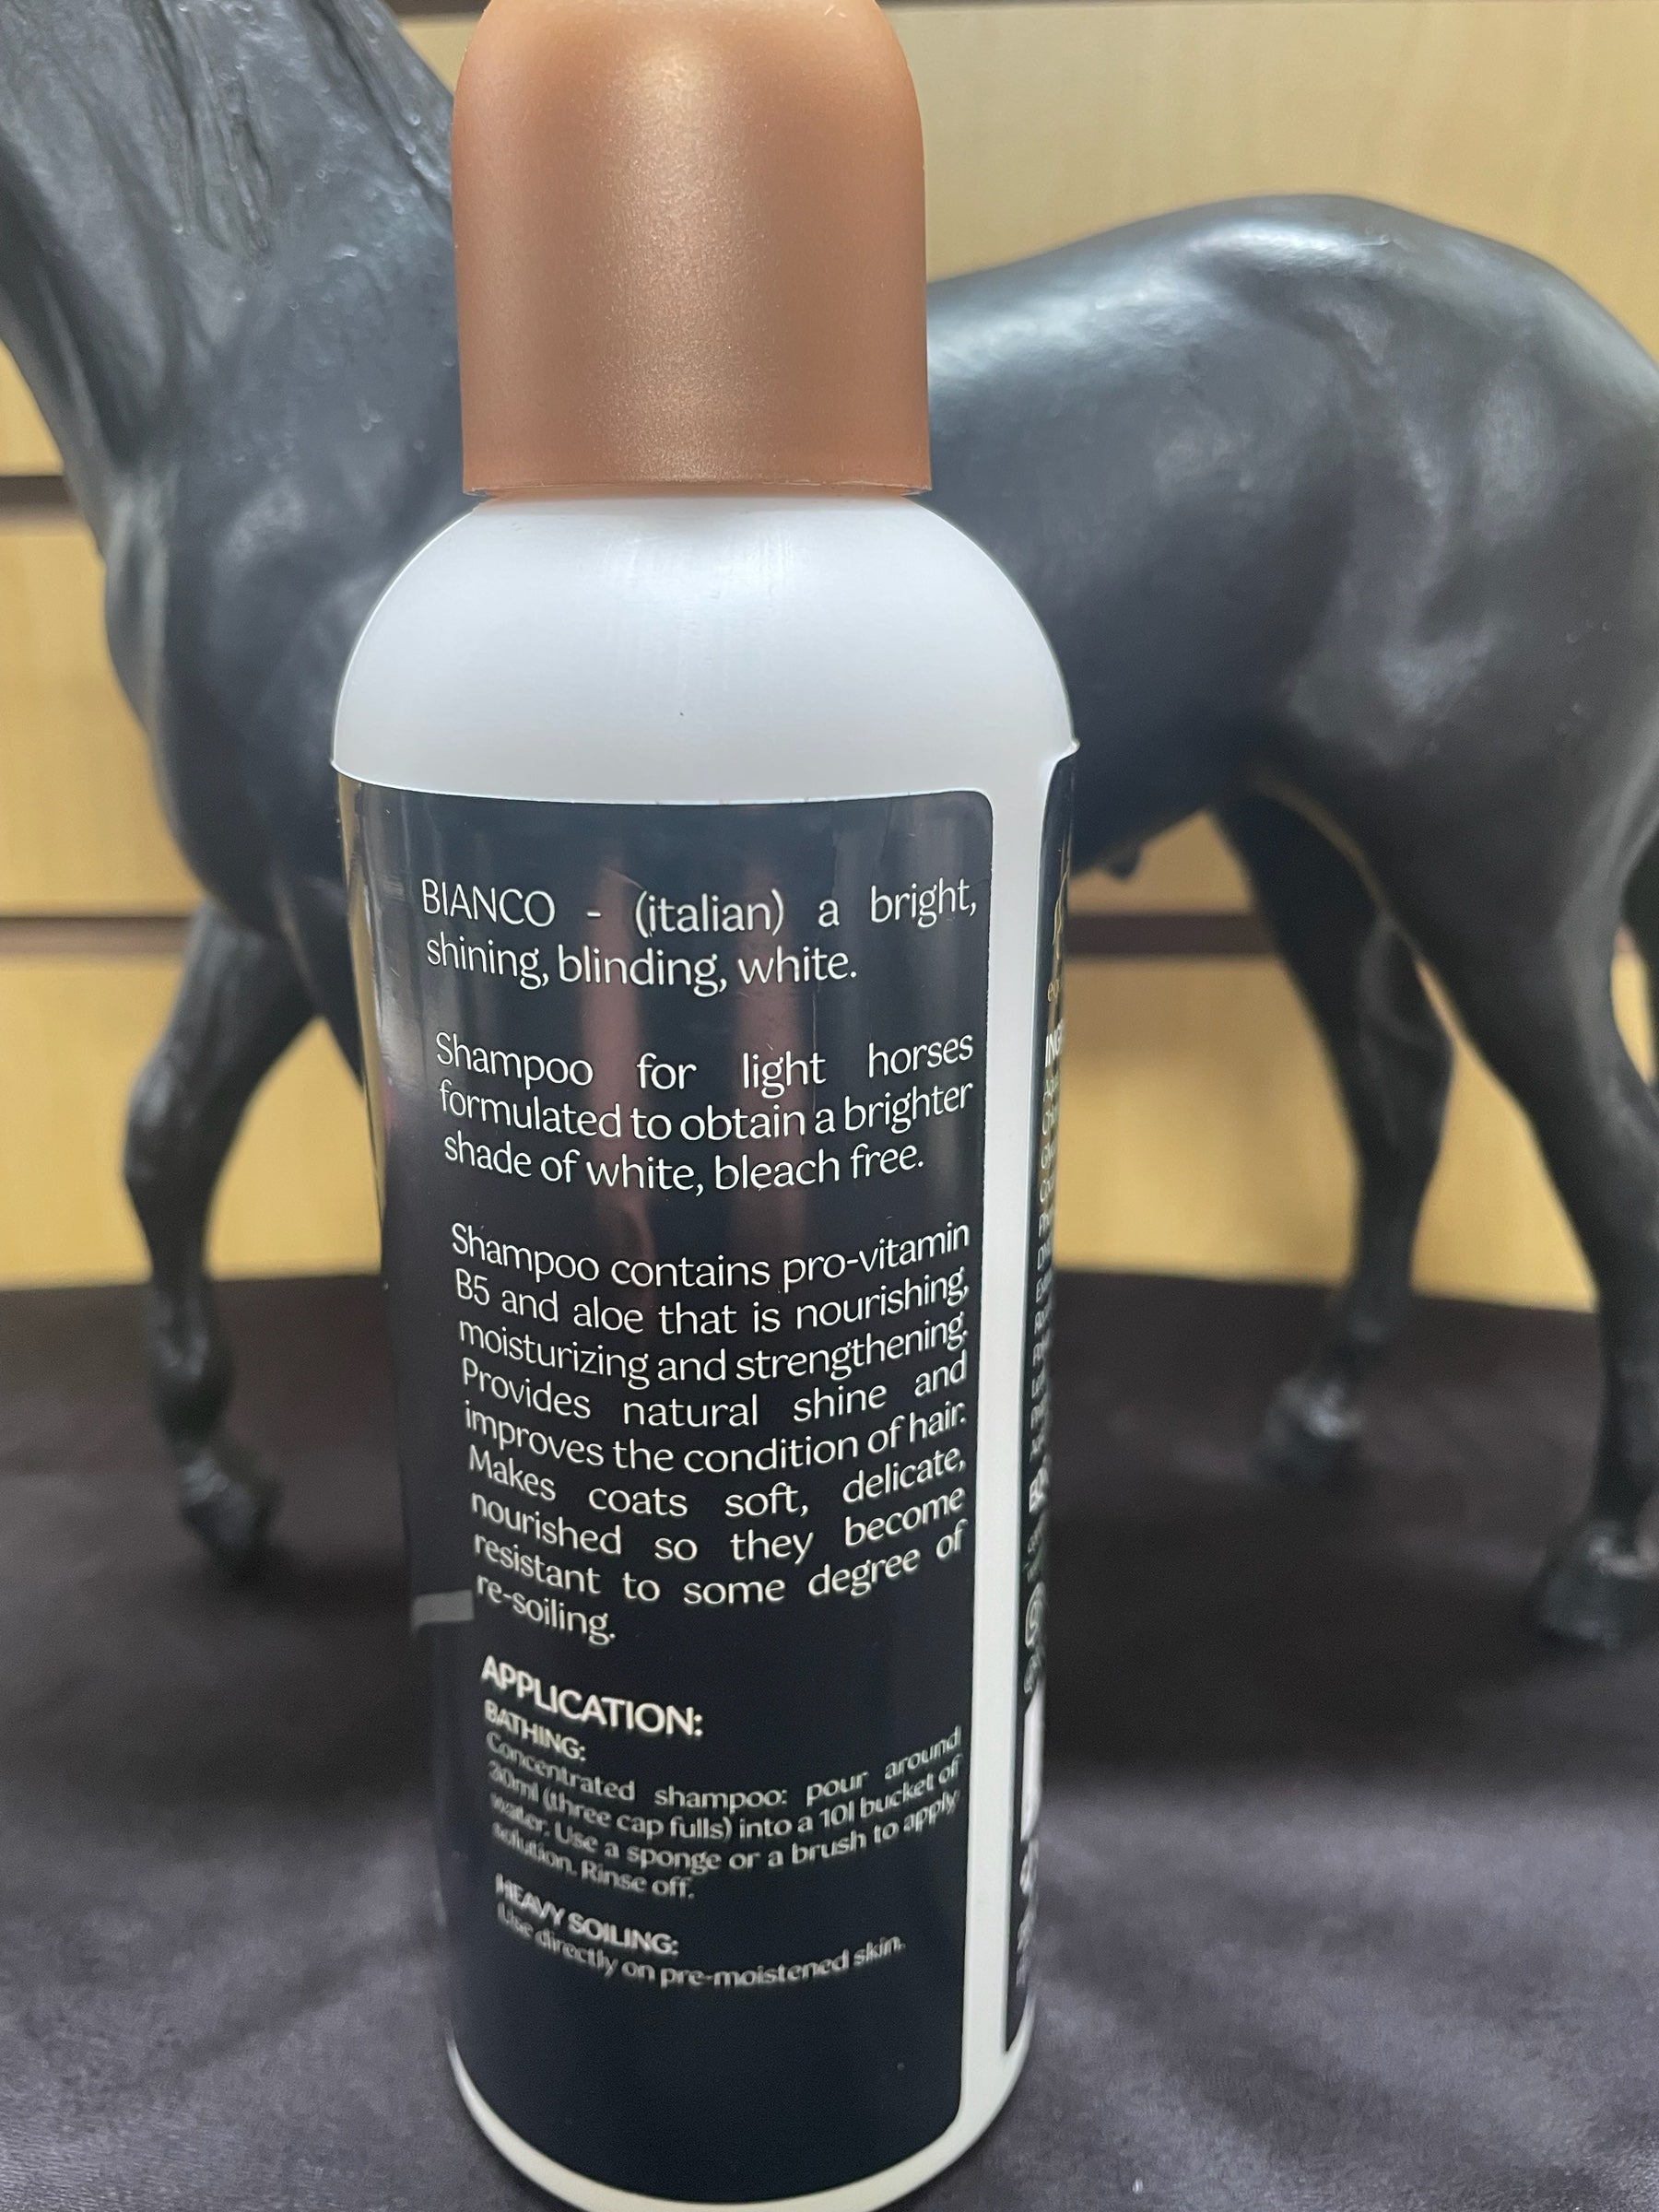 BIANCO - (italian) a bright,
shining, blinding, white.
Shampoo for light horses
formulated to obtain a brighter
shade of white, bleach free.
Shampoo contains pro-vitamin
B5 and aloe that is nourishing,
moisturizing and strengthening.
Provides natural shine and
improves the condition of hair.
Makes coats soft, delicate,
nourished so they become
resistant to some degree of
re-soiling.
APPLICATION:
BATHING:
Concentrated shampoo: pour around
30ml (three cap fulls) into a 10l bucket of
water. Use a sponge or a brush to apply
solution. Rinse off.
HEAVY SOILING:
Use directly on pre-moistened skin.